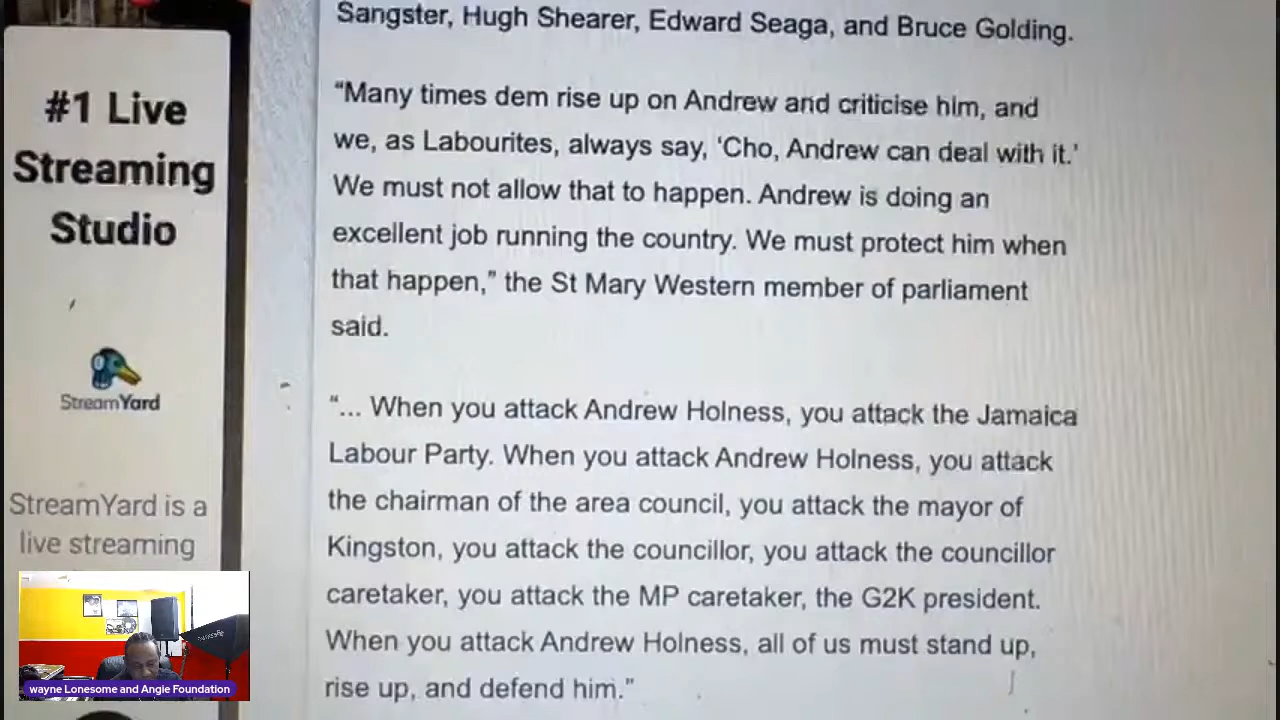 #1 Live
Streaming
Studio
StreamYard
StreamYard is a
live streaming
wayne Lonesome and Angie Foundation
Sangster, Hugh Shearer, Edward Seaga, and Bruce Golding.
“Many times dem rise up on Andrew and criticise him, and
we, as Labourites, always say, ‘Cho, Andrew can deal with it.’
We must not allow that to happen. Andrew is doing an
excellent job running the country. We must protect him when
that happen,” the St Mary Western member of parliament
said.
“... When you attack Andrew Holness, you attack the Jamaica
Labour Party. When you attack Andrew Holness, you attack
the chairman of the area council, you attack the mayor of
Kingston, you attack the councillor, you attack the councillor
caretaker, you attack the MP caretaker, the G2K president.
When you attack Andrew Holness, all of us must stand up,
rise up, and defend him.”